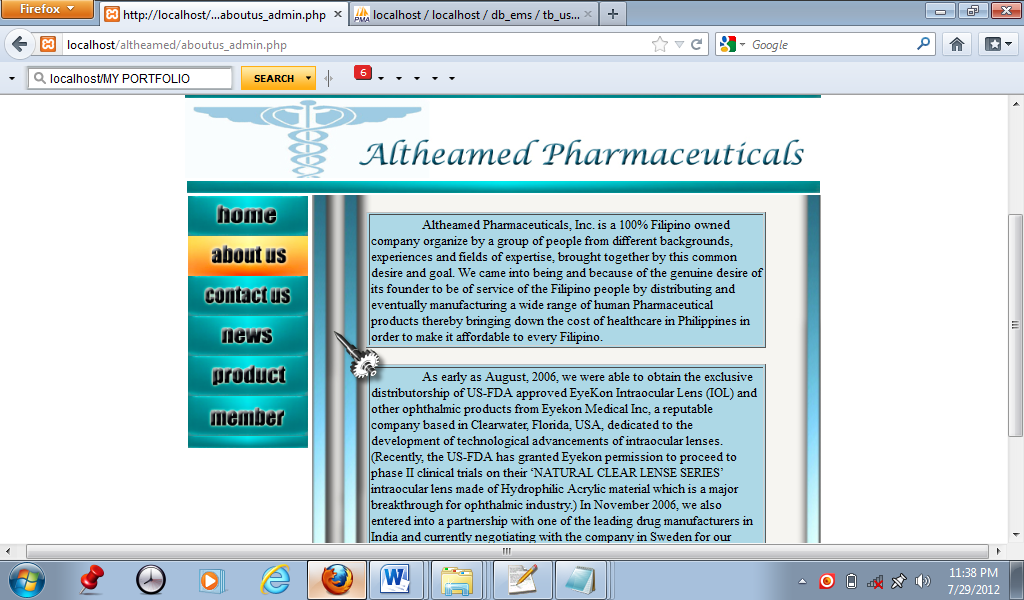 Firefox
http://localhost/...aboutus_admin.php
localhost / localhost / db_ems / tb_us...
localhost/altheamed/aboutus_admin.php
Google
localhost/MY PORTFOLIO
SEARCH
6
Altheamed Pharmaceuticals
home
about us
contact us
news
product
member
Altheamed Pharmaceuticals, Inc. is a 100% Filipino owned
company organize by a group of people from different backgrounds,
experiences and fields of expertise, brought together by this common
desire and goal. We came into being and because of the genuine desire of
its founder to be of service of the Filipino people by distributing and
eventually manufacturing a wide range of human Pharmaceutical
products thereby bringing down the cost of healthcare in Philippines in
order to make it affordable to every Filipino.
As early as August, 2006, we were able to obtain the exclusive
distributorship of US-FDA approved EyeKon Intraocular Lens (IOL) and
other ophthalmic products from Eyekon Medical Inc, a reputable
company based in Clearwater, Florida, USA, dedicated to the
development of technological advancements of intraocular lenses.
(Recently, the US-FDA has granted Eyekon permission to proceed to
phase II clinical trials on their ‘NATURAL CLEAR LENSE SERIES’
intraocular lens made of Hydrophilic Acrylic material which is a major
breakthrough for ophthalmic industry.) In November 2006, we also
entered into a partnership with one of the leading drug manufacturers in
India and currently negotiating with the company in Sweden for our
11:38 PM
7/29/2012